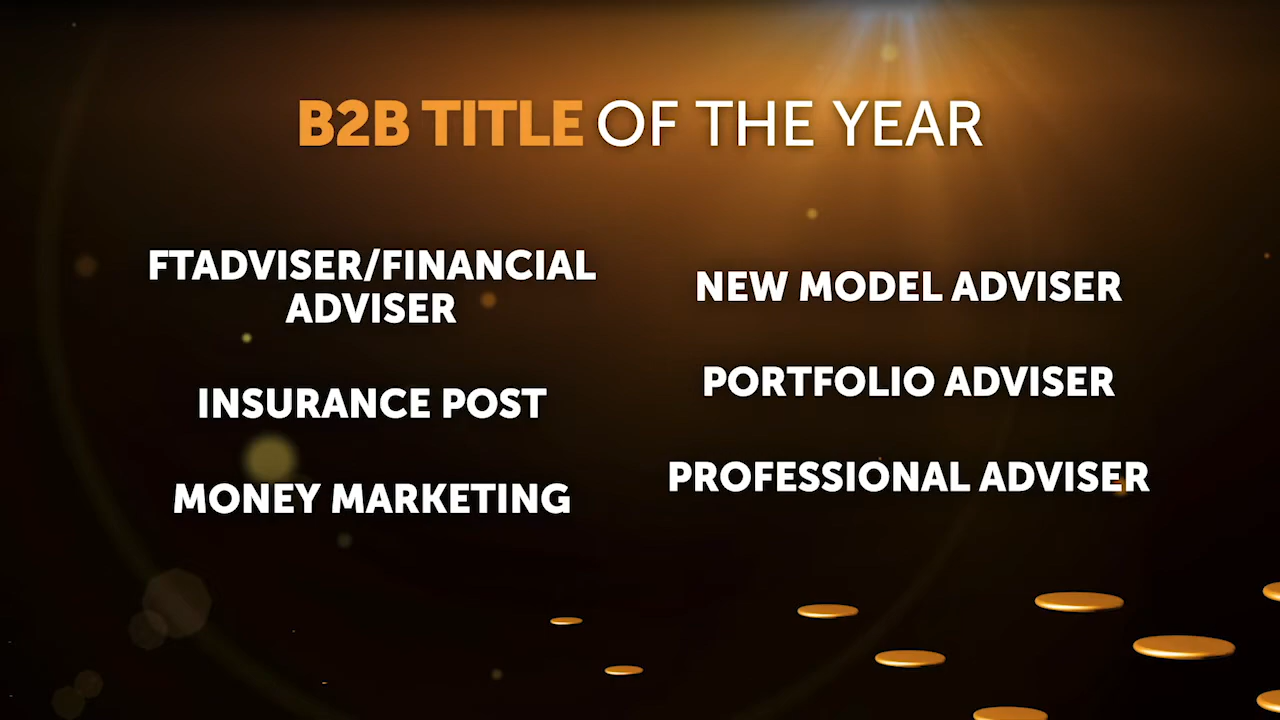 B2B TITLE OF THE YEAR
FTADVISER/FINANCIAL
ADVISER
INSURANCE POST
MONEY MARKETING
NEW MODEL ADVISER
PORTFOLIO ADVISER
PROFESSIONAL ADVISER